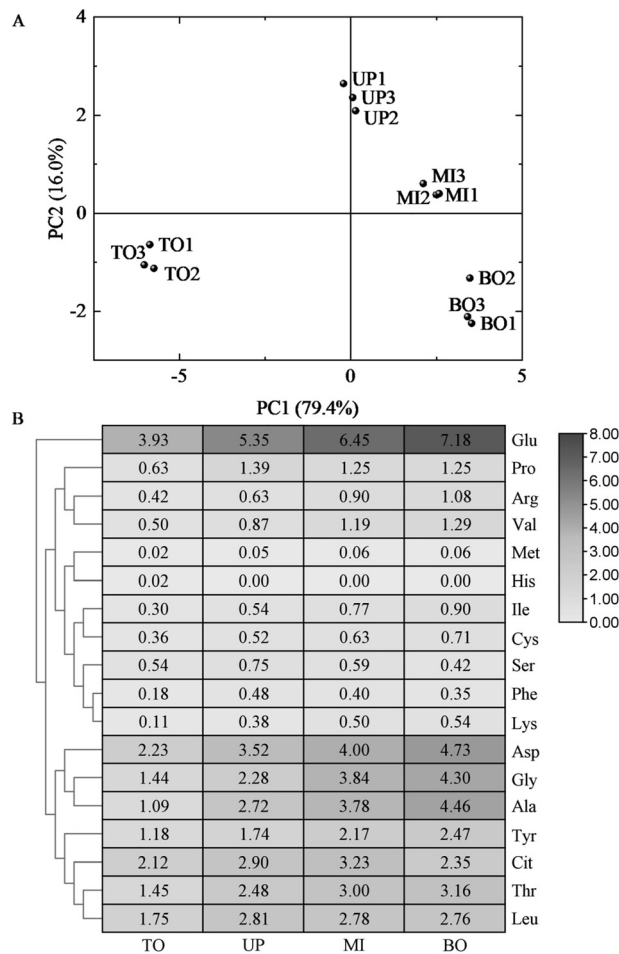 A
4
2
0
-2
PC2 (16.0%)
UP1
UP3
UP2
MI3
MI2 MI1
TO3 TO1
TO2
BO2
BO3
BO1
-5 0 5
PC1 (79.4%)
B
3.93 5.35 6.45 7.18 Glu
0.63 1.39 1.25 1.25 Pro
0.42 0.63 0.90 1.08 Arg
0.50 0.87 1.19 1.29 Val
0.02 0.05 0.06 0.06 Met
0.02 0.00 0.00 0.00 His
0.30 0.54 0.77 0.90 Ile
0.36 0.52 0.63 0.71 Cys
0.54 0.75 0.59 0.42 Ser
0.18 0.48 0.40 0.35 Phe
0.11 0.38 0.50 0.54 Lys
2.23 3.52 4.00 4.73 Asp
1.44 2.28 3.84 4.30 Gly
1.09 2.72 3.78 4.46 Ala
1.18 1.74 2.17 2.47 Tyr
2.12 2.90 3.23 2.35 Cit
1.45 2.48 3.00 3.16 Thr
1.75 2.81 2.78 2.76 Leu
TO UP MI BO
8.00
7.00
6.00
5.00
4.00
3.00
2.00
1.00
0.00